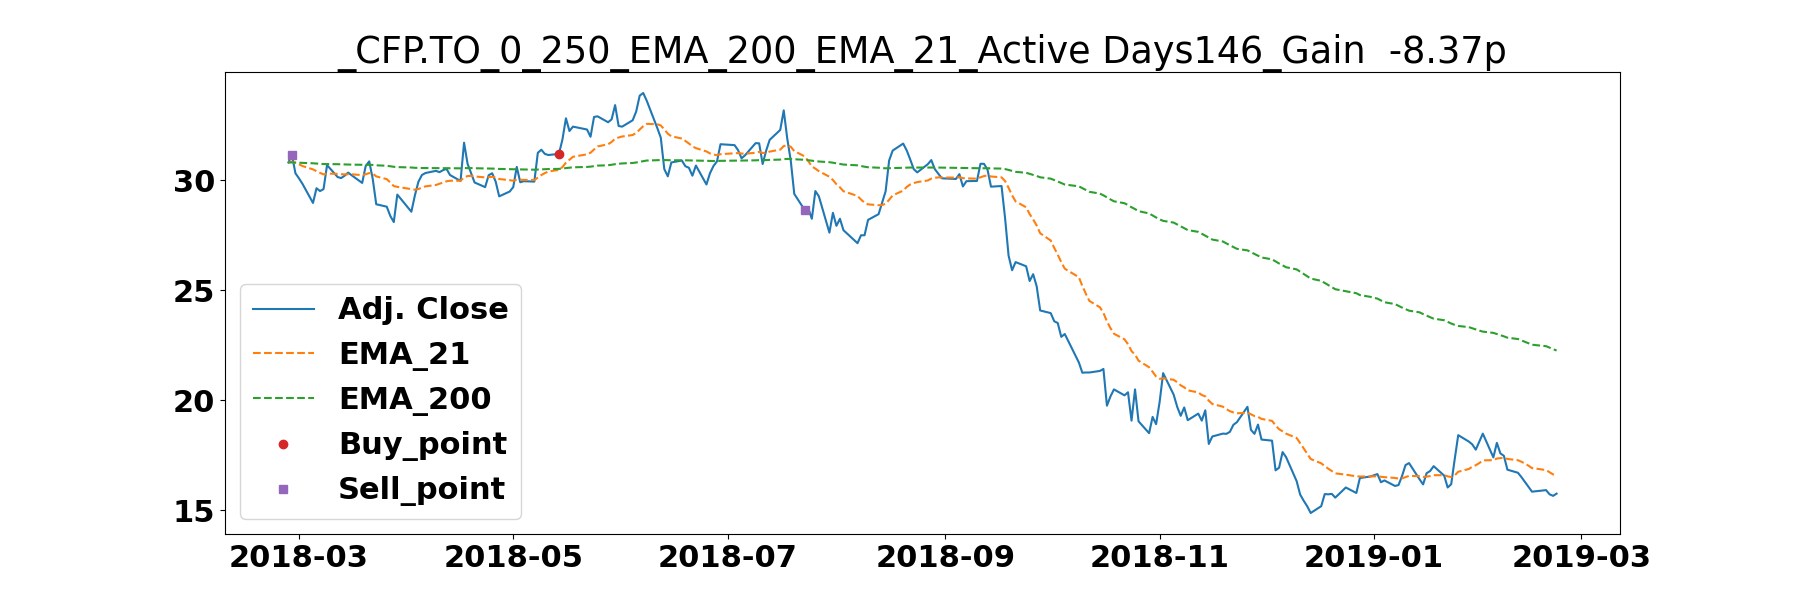 _CFP.TO_0_250_EMA_200_EMA_21_Active Days146_Gain  -8.37p
30
25
20
15
Adj. Close
EMA_21
EMA_200
Buy_point
Sell_point
2018-03 2018-05 2018-07 2018-09 2018-11 2019-01 2019-03